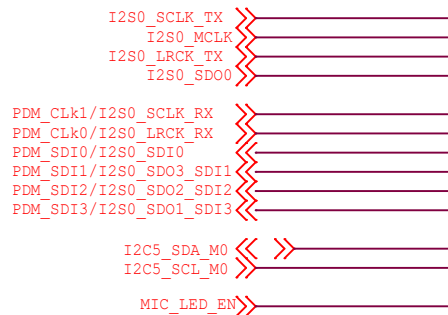 I2S0_SCLK_TX
I2S0_MCLK
I2S0_LRCK_TX
I2S0_SDO0
PDM_CLk1/I2S0_SCLK_RX
PDM_CLk0/I2S0_LRCK_RX
PDM_SDI0/I2S0_SDI0
PDM_SDI1/I2S0_SDO3_SDI1
PDM_SDI2/I2S0_SDO2_SDI2
PDM_SDI3/I2S0_SDO1_SDI3
I2C5_SDA_M0
I2C5_SCL_M0
MIC_LED_EN